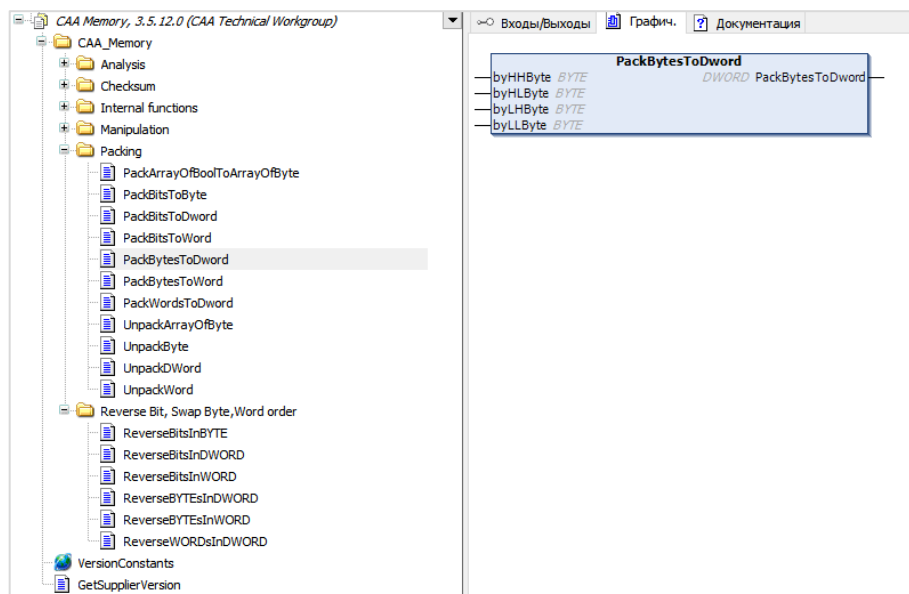 CAA Memory, 3.5.12.0 (CAA Technical Workgroup)
CAA_Memory
Analysis
Checksum
Internal functions
Manipulation
Packing
PackArrayOfBoolToArrayOfByte
PackBitsToByte
PackBitsToDword
PackBitsToWord
PackBytesToDword
PackBytesToWord
PackWordsToDword
UnpackArrayOfByte
UnpackByte
UnpackDWord
UnpackWord
Reverse Bit, Swap Byte,Word order
ReverseBitsInBYTE
ReverseBitsInDWORD
ReverseBitsInWORD
ReverseBYTEsInDWORD
ReverseBYTEsInWORD
ReverseWORDsInDWORD
VersionConstants
GetSupplierVersion
Входы/Выходы Графич. Документация
PackBytesToDword
byHHByte BYTE DWORD PackBytesToDword
byHLByte BYTE
byLHByte BYTE
byLLByte BYTE